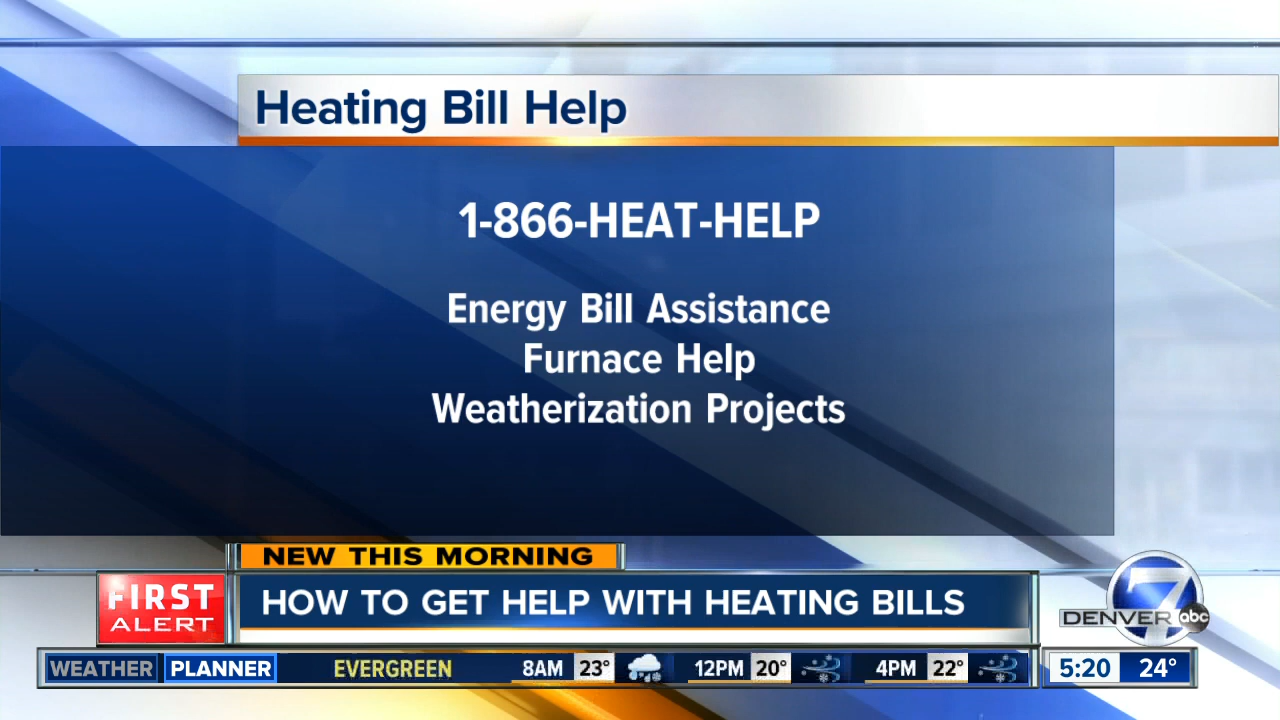 Heating Bill Help
1-866-HEAT-HELP
Energy Bill Assistance
Furnace Help
Weatherization Projects
NEW THIS MORNING
FIRST
ALERT
HOW TO GET HELP WITH HEATING BILLS
DENVER 7 abc
WEATHER PLANNER EVERGREEN 8AM 23° 12PM 20° 4PM 22° 5:20 24°